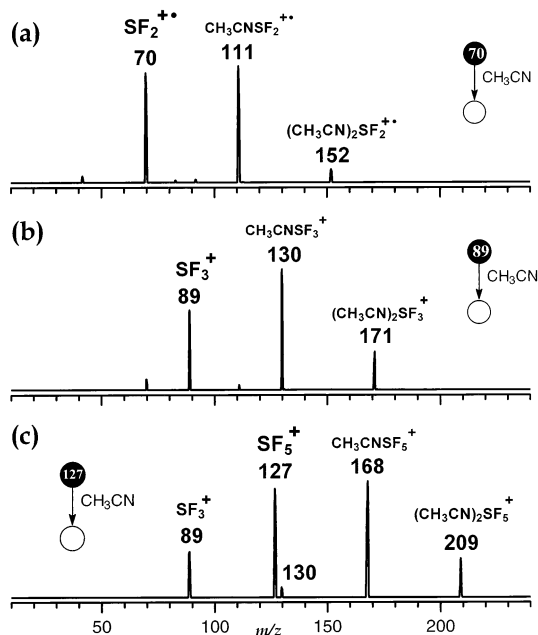 (a)
SF2+•
70
CH3CNSF2+•
111
(CH3CN)2SF2+•
152
70
CH3CN
(b)
SF3+
89
CH3CNSF3+
130
(CH3CN)2SF3+
171
89
CH3CN
(c)
127
CH3CN
SF3+
89
SF5+
127
130
CH3CNSF5+
168
(CH3CN)2SF5+
209
50 100 150 200
m/z